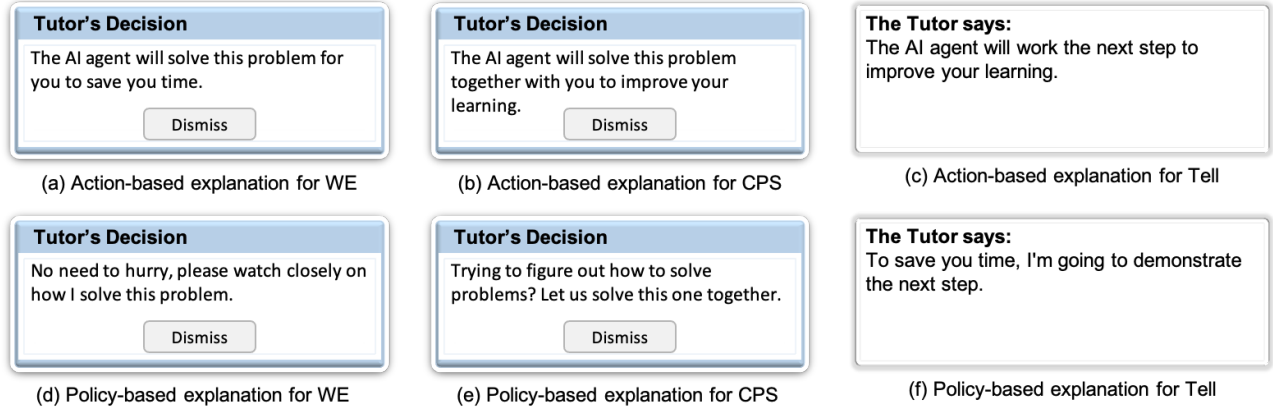 Tutor’s Decision
The AI agent will solve this problem for
you to save you time.
Dismiss
(a) Action-based explanation for WE
Tutor’s Decision
The AI agent will solve this problem
together with you to improve your
learning.
Dismiss
(b) Action-based explanation for CPS
The Tutor says:
The AI agent will work the next step to
improve your learning.
(c) Action-based explanation for Tell
Tutor’s Decision
No need to hurry, please watch closely on
how I solve this problem.
Dismiss
(d) Policy-based explanation for WE
Tutor’s Decision
Trying to figure out how to solve
problems? Let us solve this one together.
Dismiss
(e) Policy-based explanation for CPS
The Tutor says:
To save you time, I'm going to demonstrate
the next step.
(f) Policy-based explanation for Tell